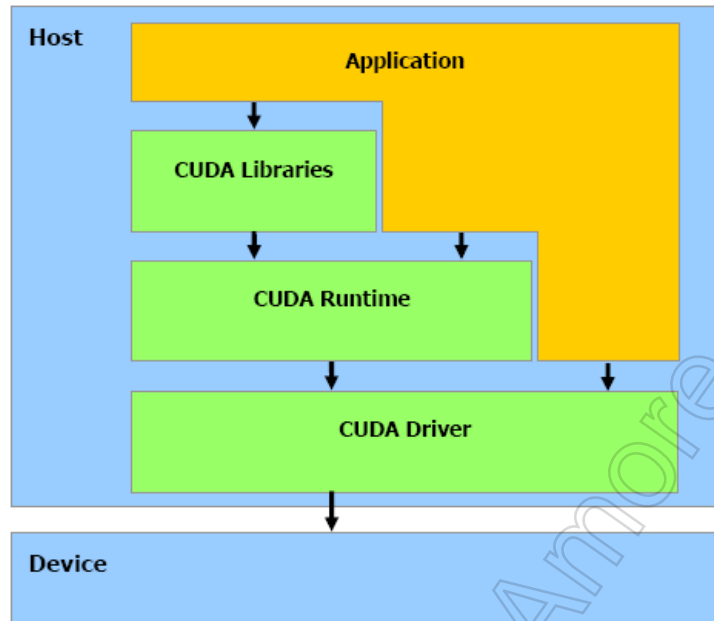 Host
Application
CUDA Libraries
CUDA Runtime
CUDA Driver
Device
Amore